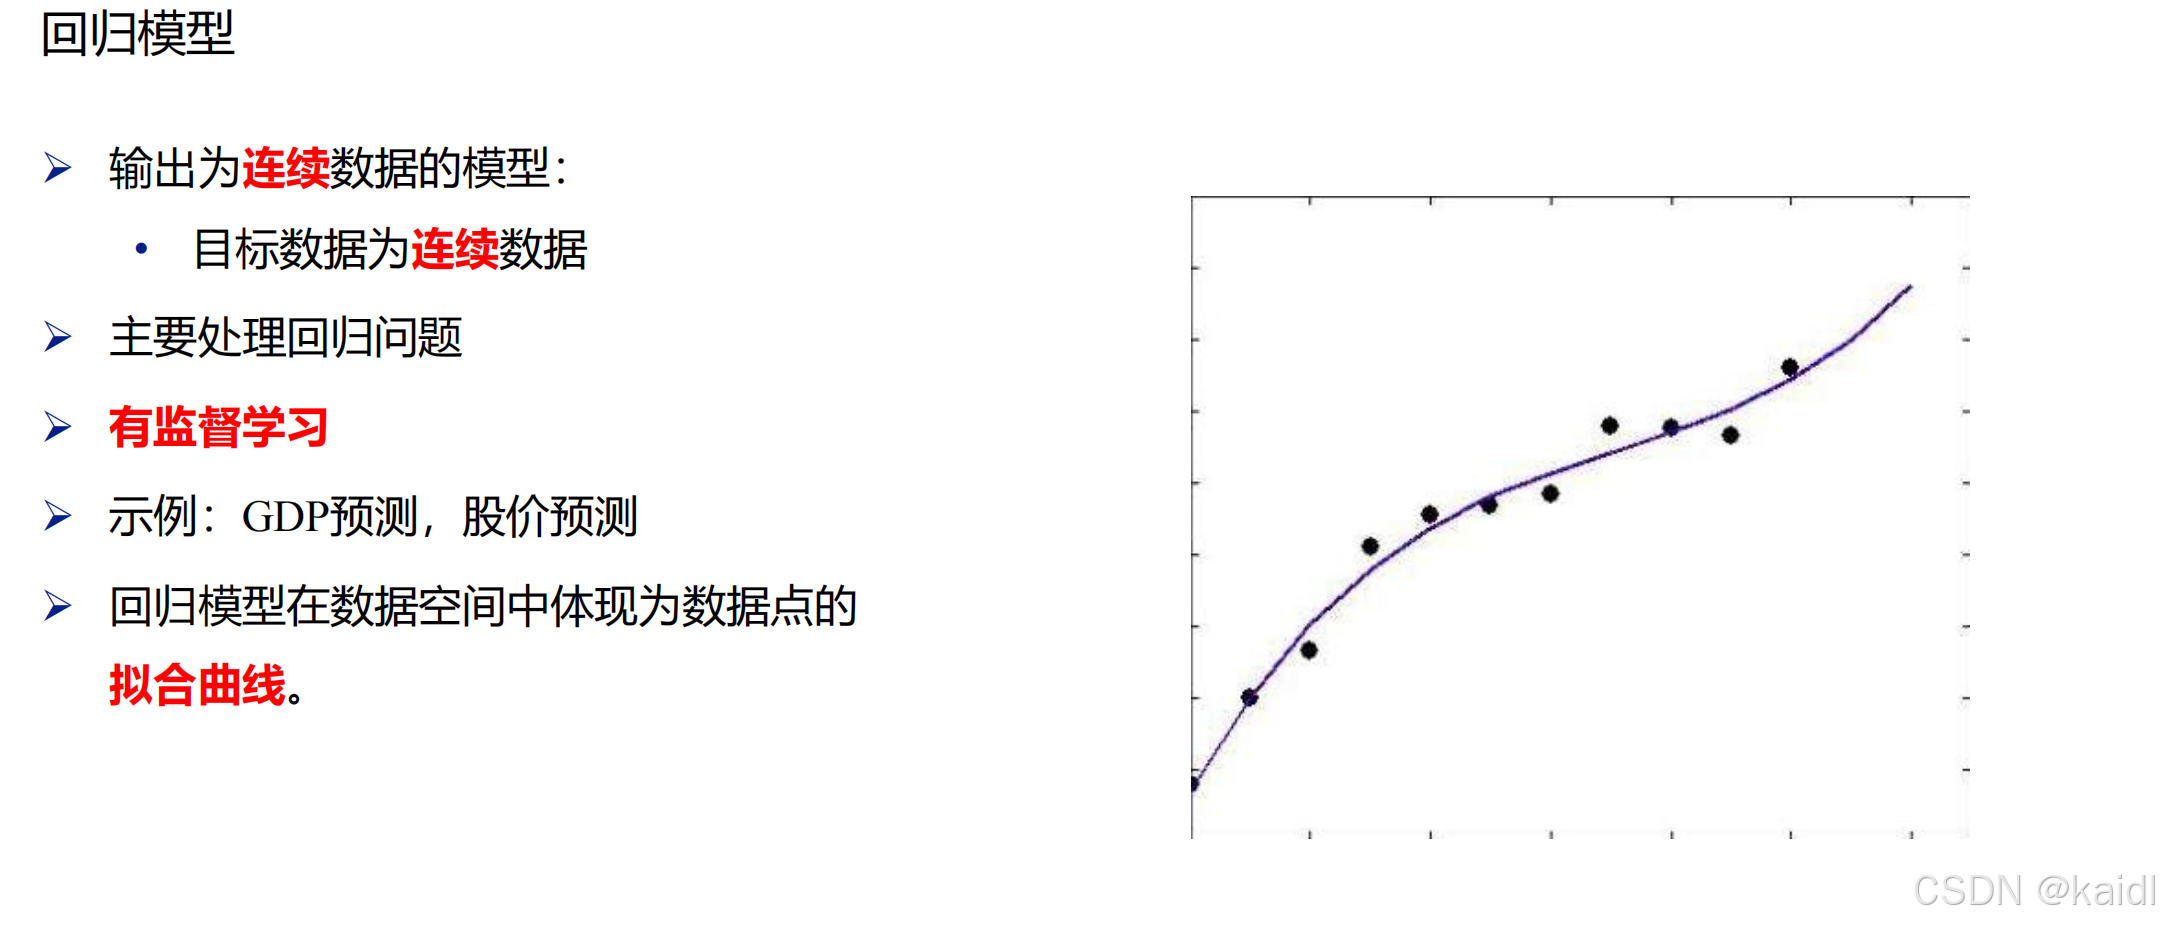 回归模型
输出为连续数据的模型：
目标数据为连续数据
主要处理回归问题
有监督学习
示例：GDP预测，股价预测
回归模型在数据空间中体现为数据点的
拟合曲线。
CSDN @kaidl